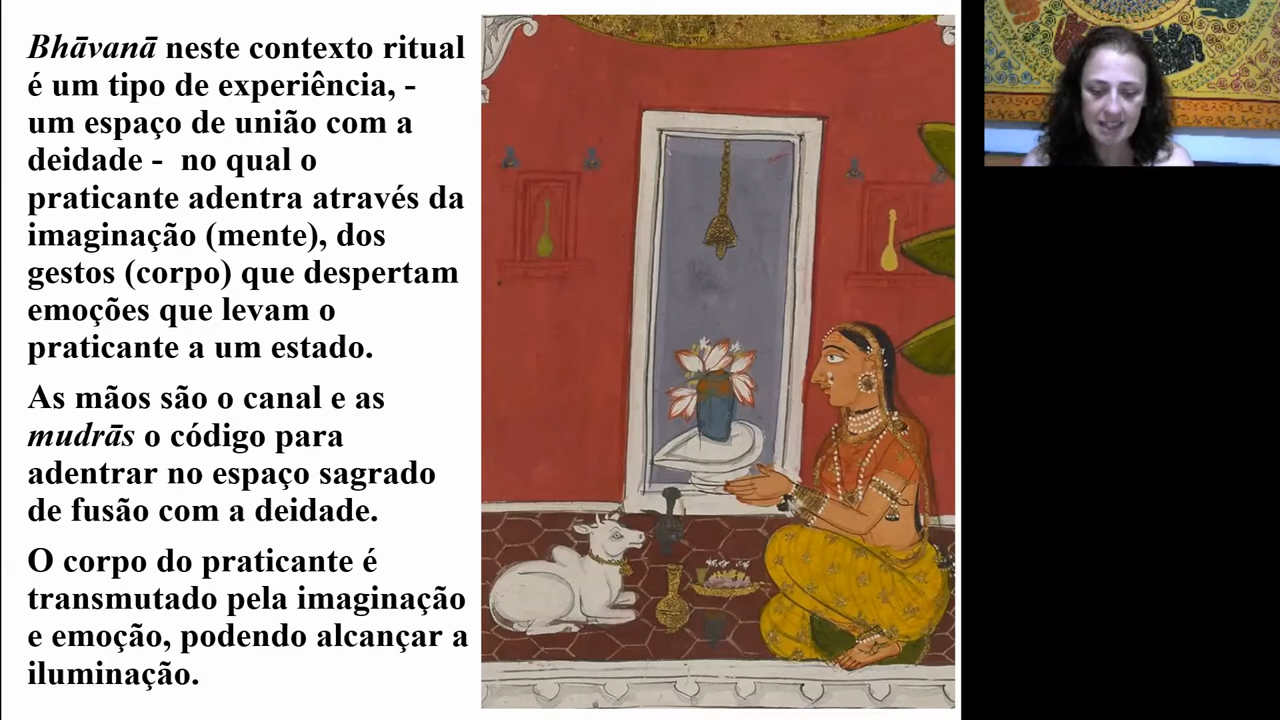 Bhāvanā neste contexto ritual
é um tipo de experiência, -
um espaço de união com a
deidade -  no qual o
praticante adentra através da
imaginação (mente), dos
gestos (corpo) que despertam
emoções que levam o
praticante a um estado.
As mãos são o canal e as
mudrās o código para
adentrar no espaço sagrado
de fusão com a deidade.
O corpo do praticante é
transmutado pela imaginação
e emoção, podendo alcançar a
iluminação.